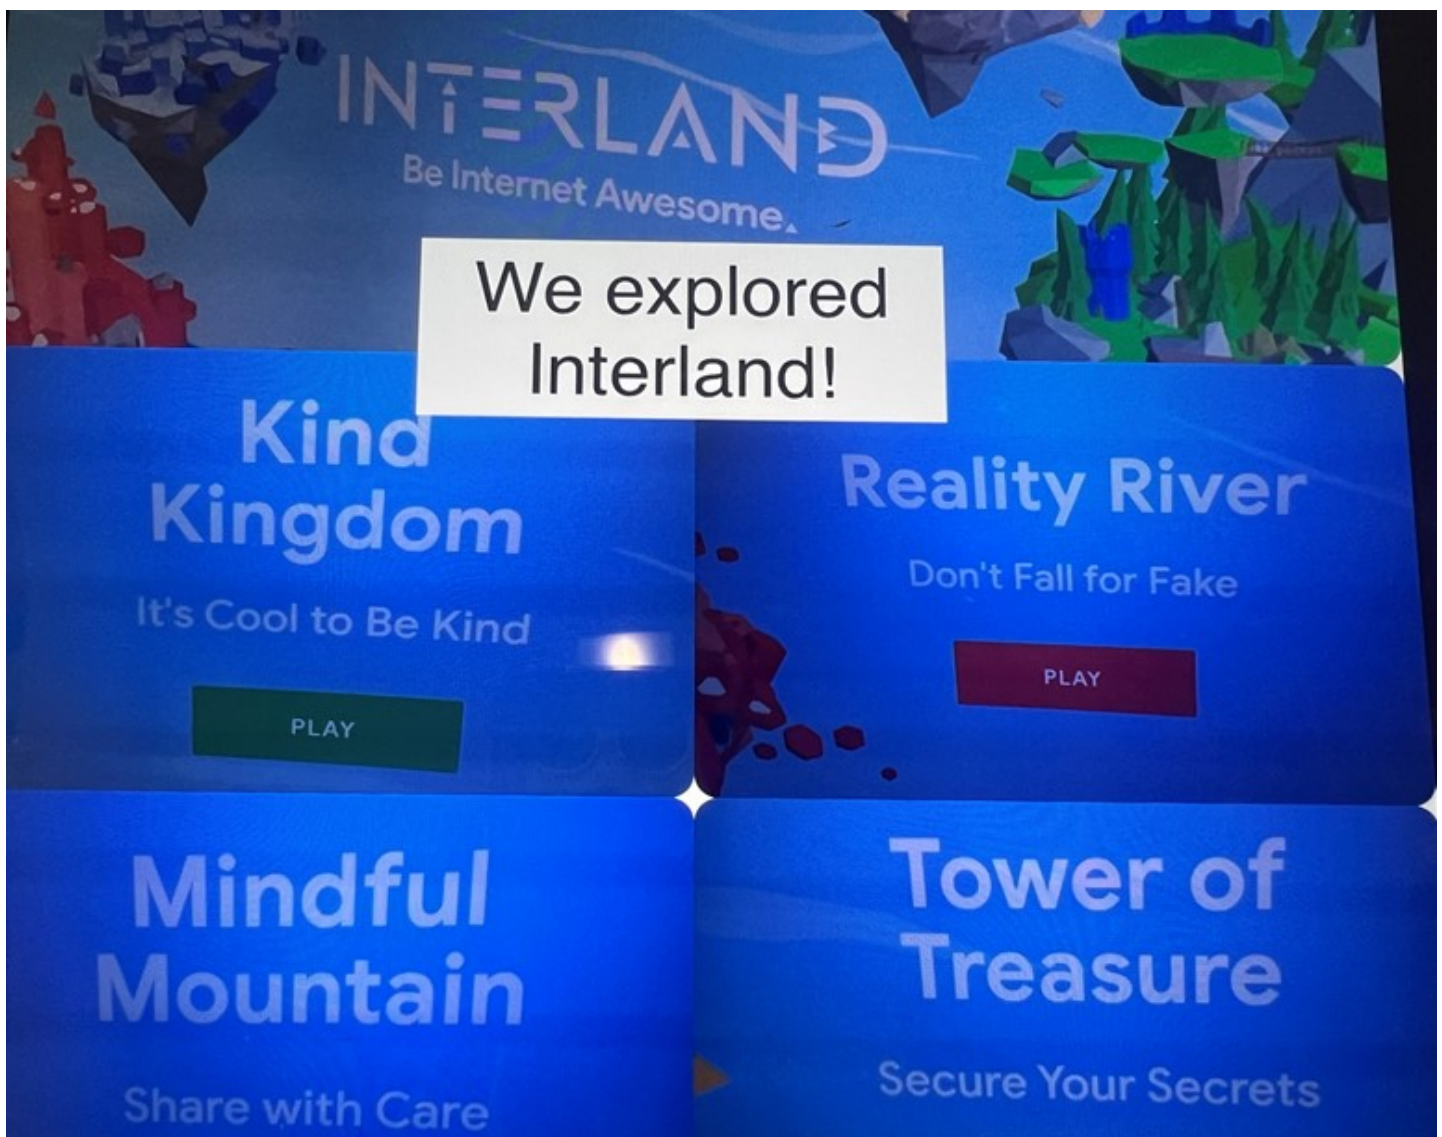 INTERLAND
Be Internet Awesome.
We explored
Interland!
Kind
Kingdom
It's Cool to Be Kind
PLAY
Reality River
Don't Fall for Fake
PLAY
Mindful
Mountain
Share with Care
Tower of
Treasure
Secure Your Secrets